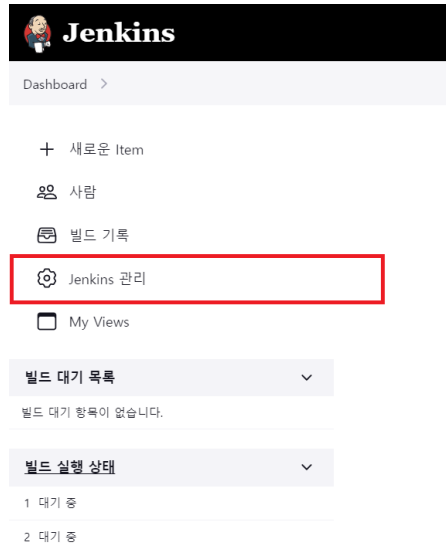 Jenkins
Dashboard >
새로운 Item
사람
빌드 기록
Jenkins 관리
My Views
빌드 대기 목록
빌드 대기 항목이 없습니다.
빌드 실행 상태
1 대기 중
2 대기 중